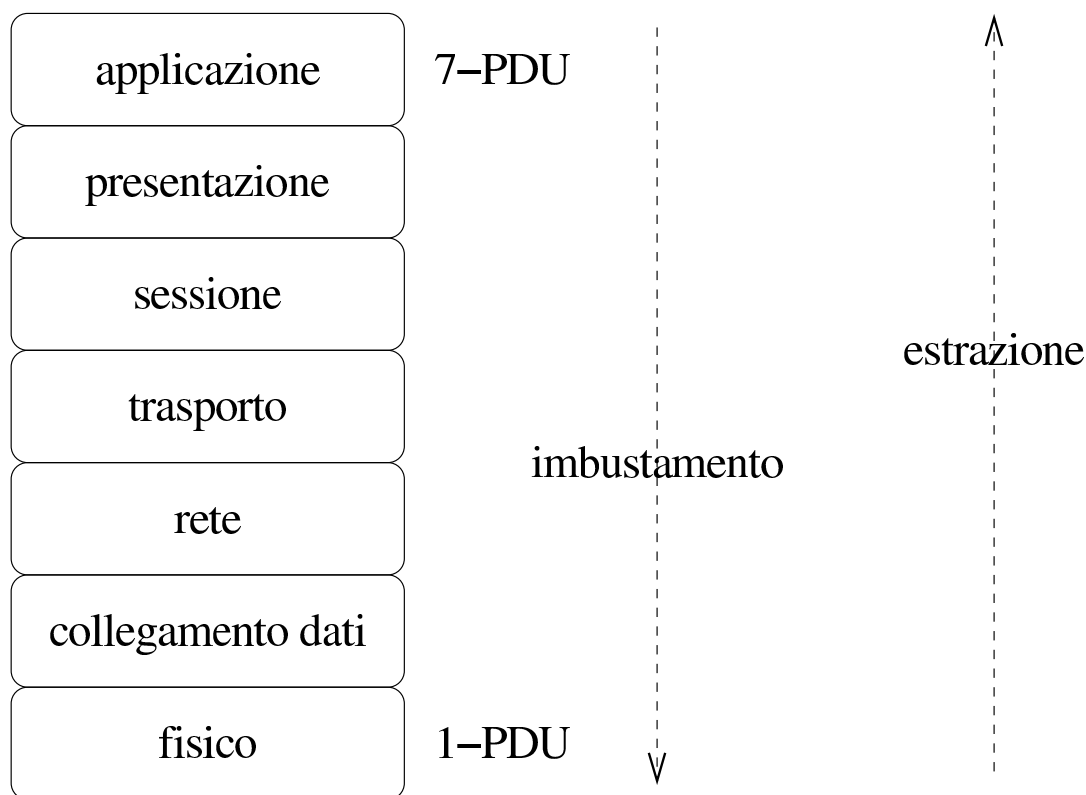 applicazione 7–PDU
presentazione
sessione
estrazione
trasporto
imbustamento
rete
collegamento dati
fisico 1–PDU